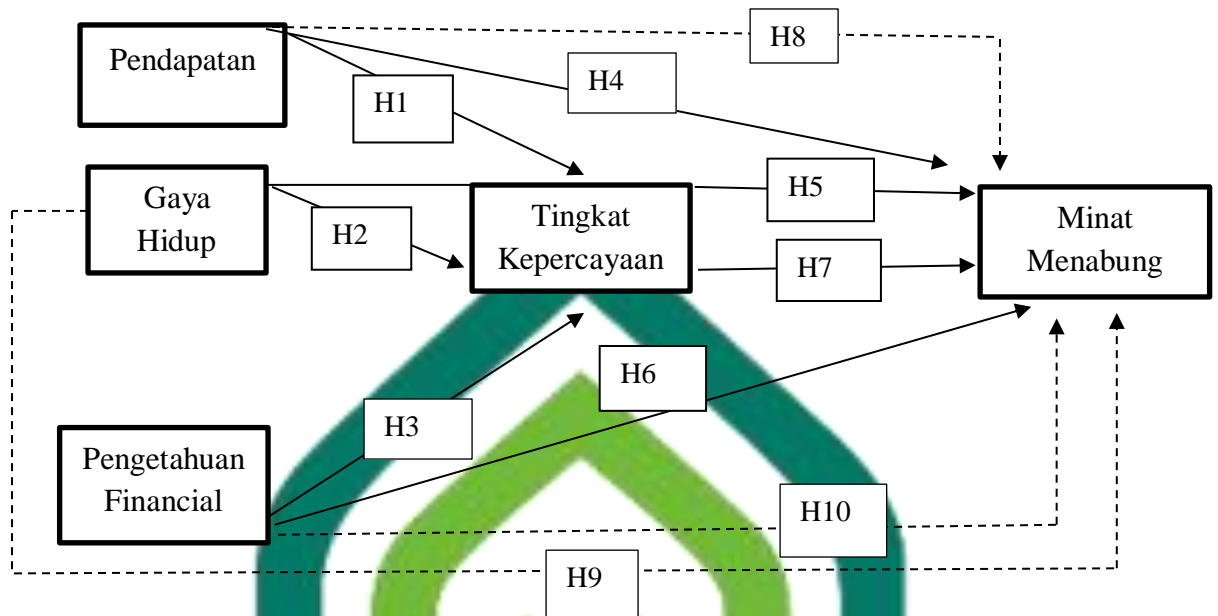 Pendapatan
H8
H4
H1
Gaya
Hidup
H2
Tingkat
Kepercayaan
H5
H7
Minat
Menabung
H6
H3
Pengetahuan
Financial
H10
H9